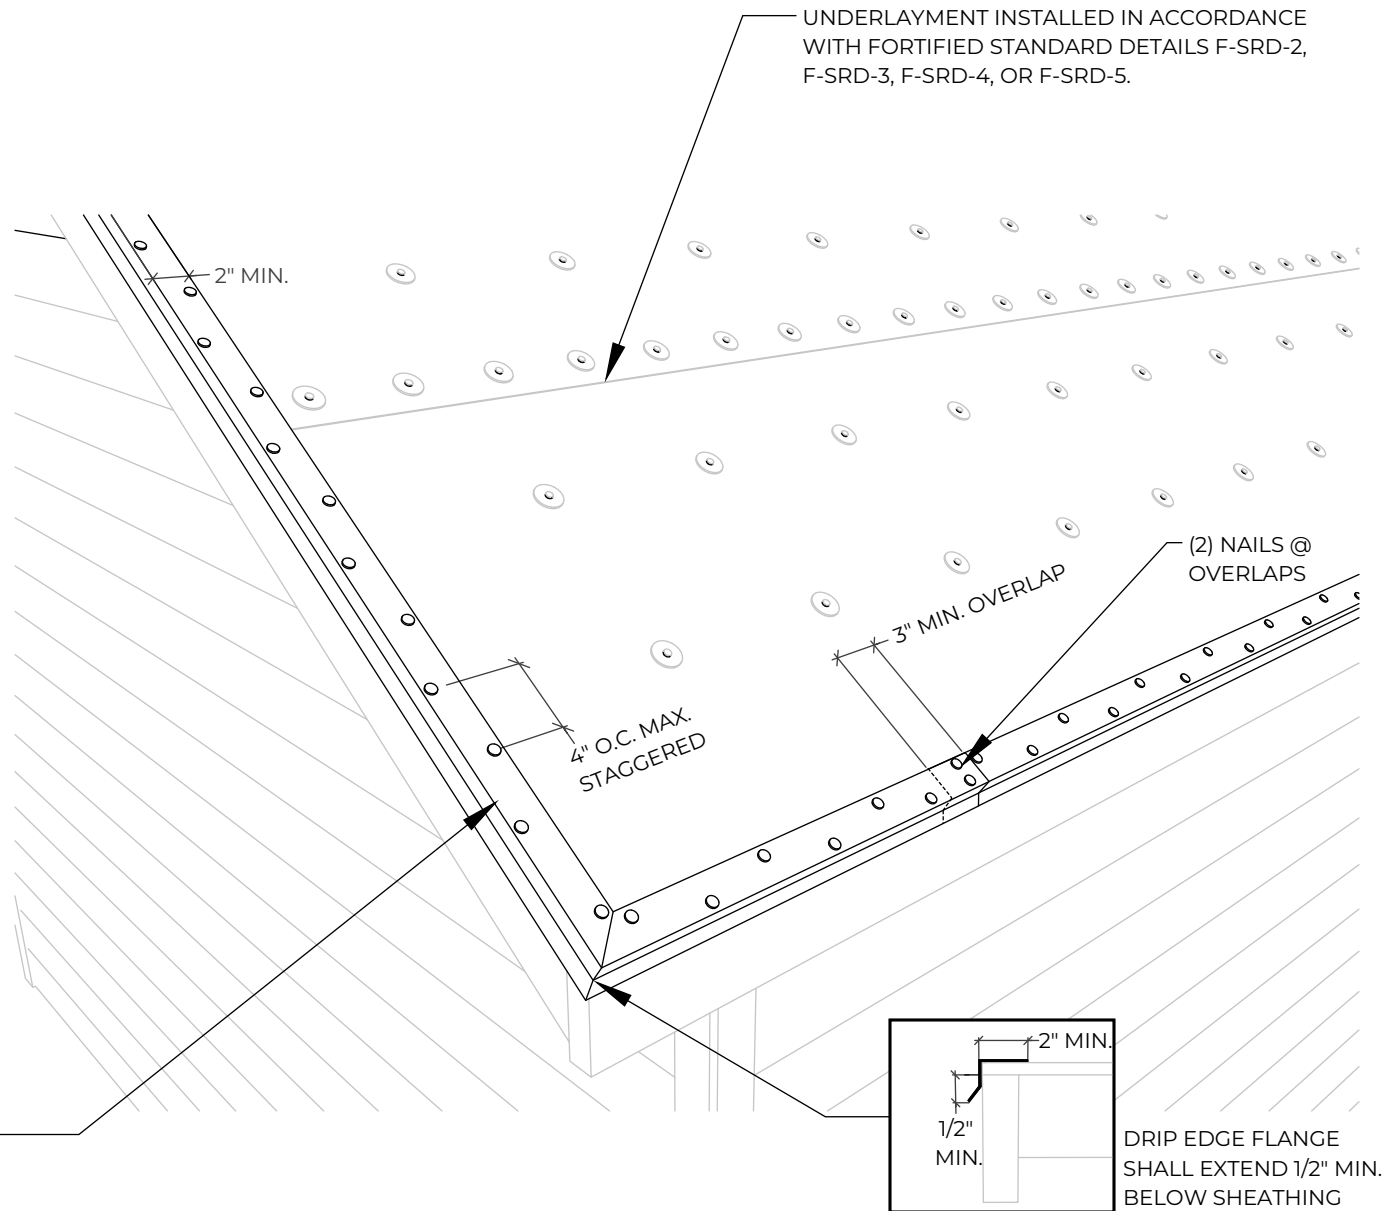 UNDERLAYMENT INSTALLED IN ACCORDANCE
WITH FORTIFIED STANDARD DETAILS F-SRD-2,
F-SRD-3, F-SRD-4, OR F-SRD-5.
2" MIN.
(2) NAILS @
OVERLAPS
3" MIN. OVERLAP
4" O.C. MAX.
STAGGERED
2" MIN.
1/2"
MIN.
DRIP EDGE FLANGE
SHALL EXTEND 1/2" MIN.
BELOW SHEATHING